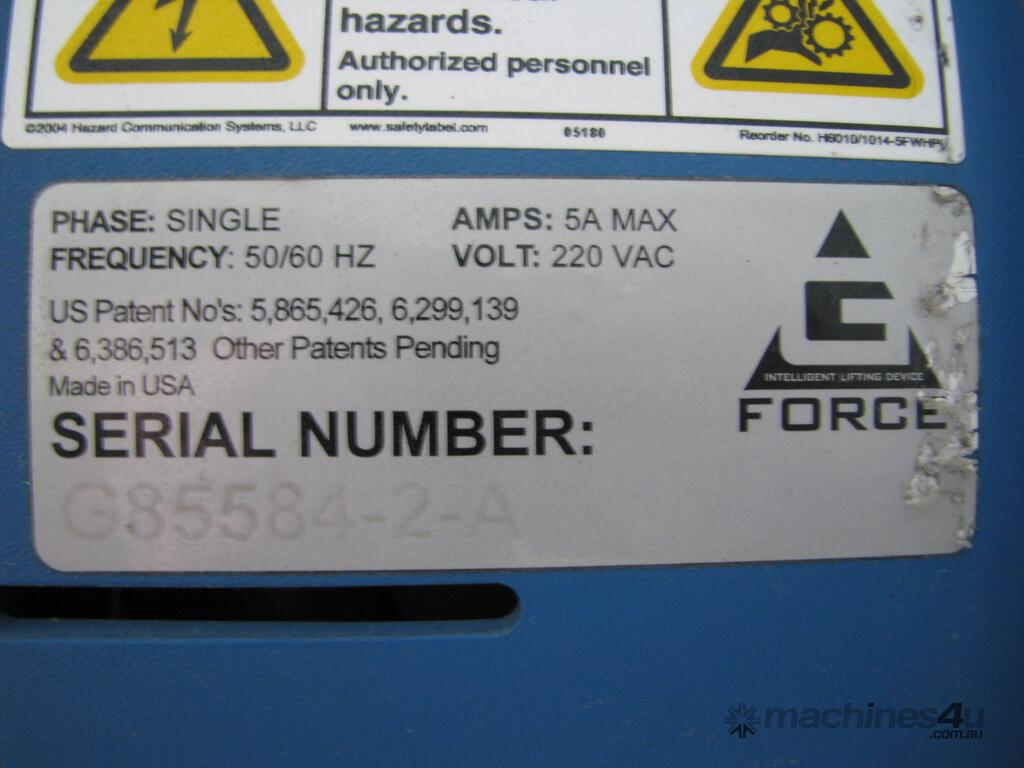 hazards.
Authorized personnel
only.
©2004 Hazard Communication Systems, LLC www.safetylabel.com 05180 Reorder No. H6010/1014-5FWHP
PHASE: SINGLE AMPS: 5A MAX
FREQUENCY: 50/60 HZ VOLT: 220 VAC
US Patent No's: 5,865,426, 6,299,139
& 6,386,513 Other Patents Pending
Made in USA
SERIAL NUMBER:
G85584-2-A
G
INTELLIGENT LIFTING DEVICE
FORCE
machines4u
.com.au